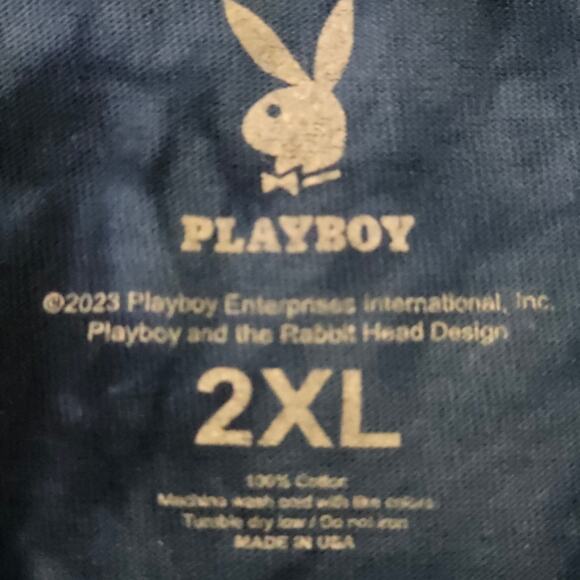 PLAYBOY
©2023 Playboy Enterprises International, Inc.
Playboy and the Rabbit Head Design
2XL
100% Cotton
Machine wash cold with like colors
Tumble dry low / Do not iron
MADE IN USA